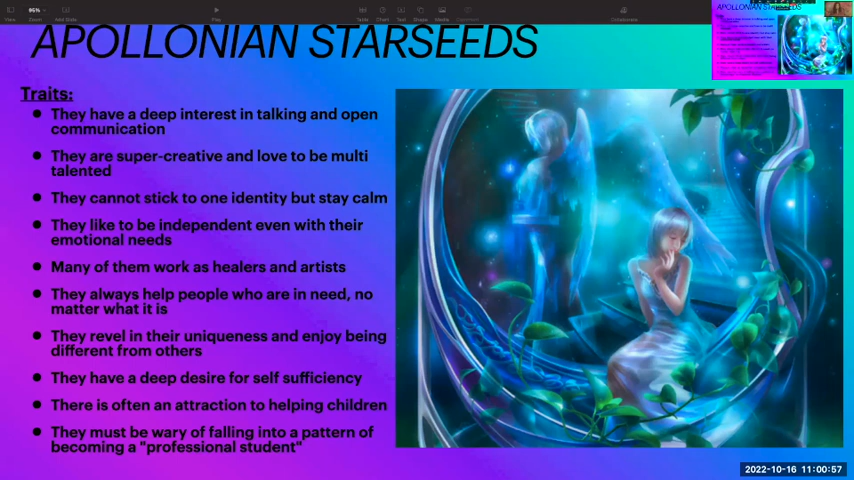 View
95%
Zoom
Add Slide
Play
Table
Chart
Text
Shape
Media
Comment
Collaborate
APOLLONIAN STARSEEDS
APOLLONIAN STARSEEDS
Traits:
● They have a deep interest in talking and open
communication
● They are super-creative and love to be multi
talented
● They cannot stick to one identity but stay calm
● They like to be independent even with their
emotional needs
● Many of them work as healers and artists
● They always help people who are in need, no
matter what it is
● They revel in their uniqueness and enjoy being
different from others
● They have a deep desire for self sufficiency
● There is often an attraction to helping children
● They must be wary of falling into a pattern of
becoming a "professional student"
2022-10-16 11:00:57